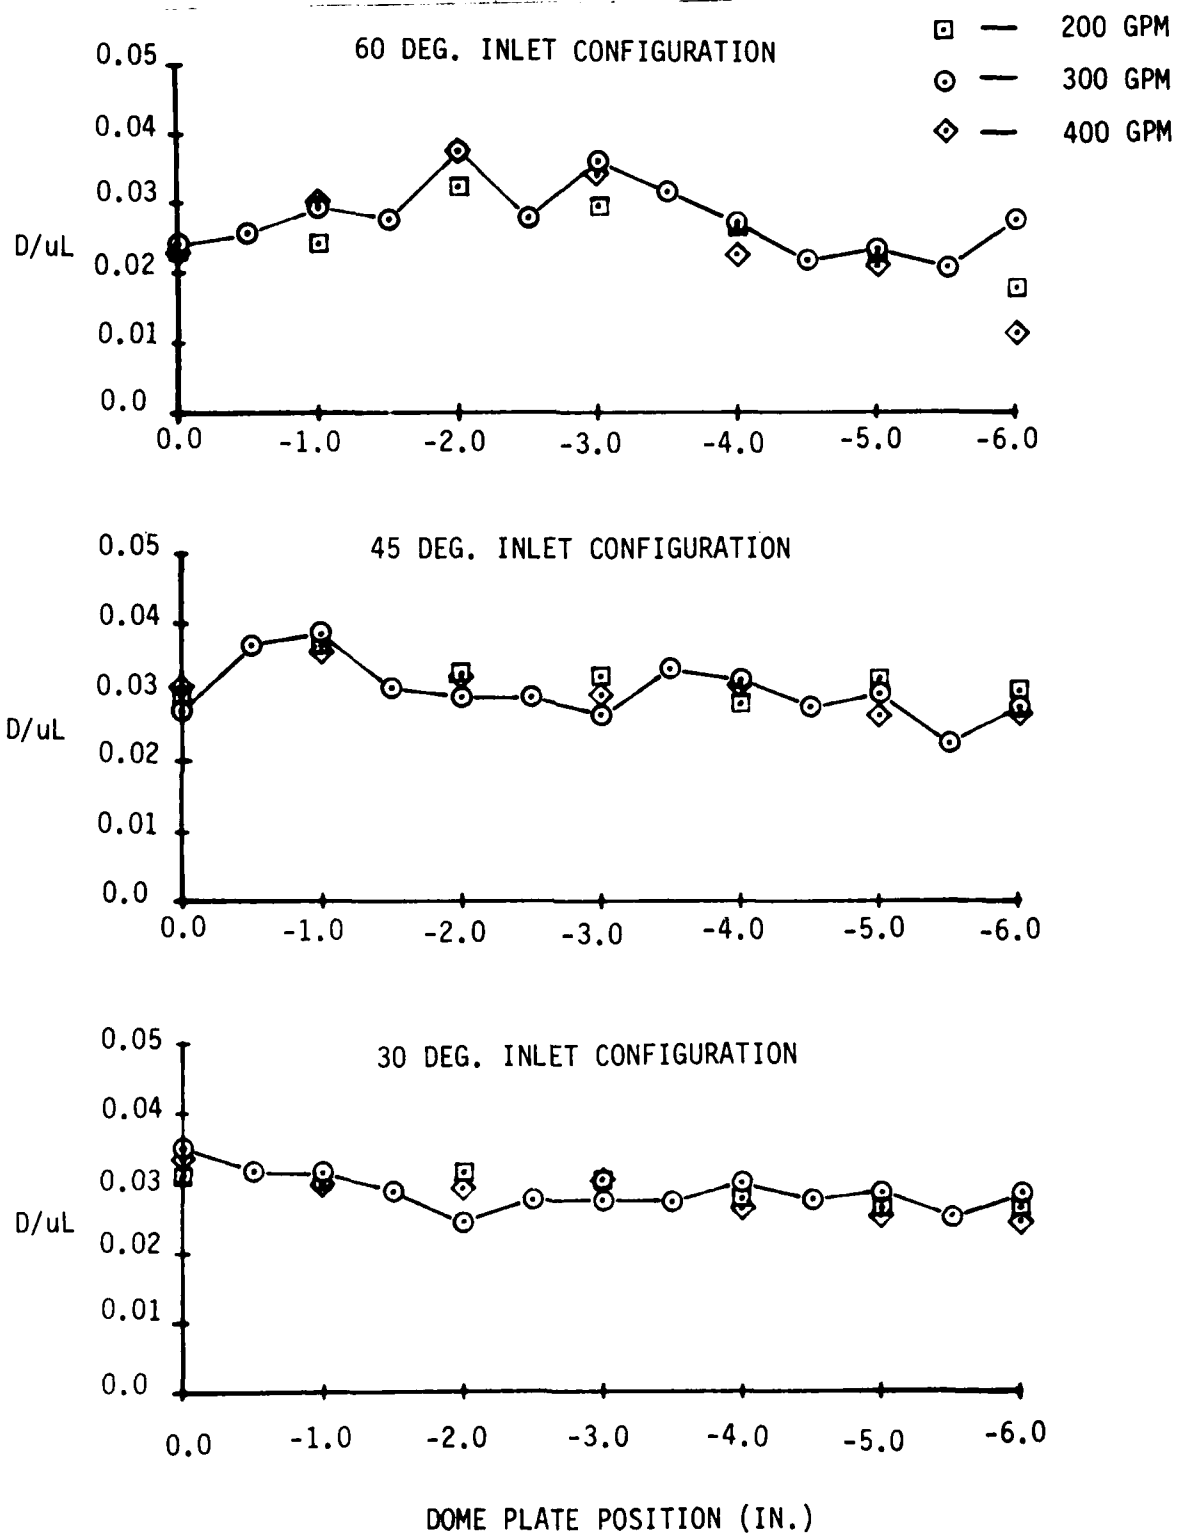 60 DEG. INLET CONFIGURATION
200 GPM
300 GPM
400 GPM
0.05
0.04
0.03
D/uL
0.02
0.01
0.0
0.0 -1.0 -2.0 -3.0 -4.0 -5.0 -6.0
45 DEG. INLET CONFIGURATION
0.05
0.04
0.03
D/uL
0.02
0.01
0.0
0.0 -1.0 -2.0 -3.0 -4.0 -5.0 -6.0
30 DEG. INLET CONFIGURATION
0.05
0.04
0.03
D/uL
0.02
0.01
0.0
0.0 -1.0 -2.0 -3.0 -4.0 -5.0 -6.0
DOME PLATE POSITION (IN.)